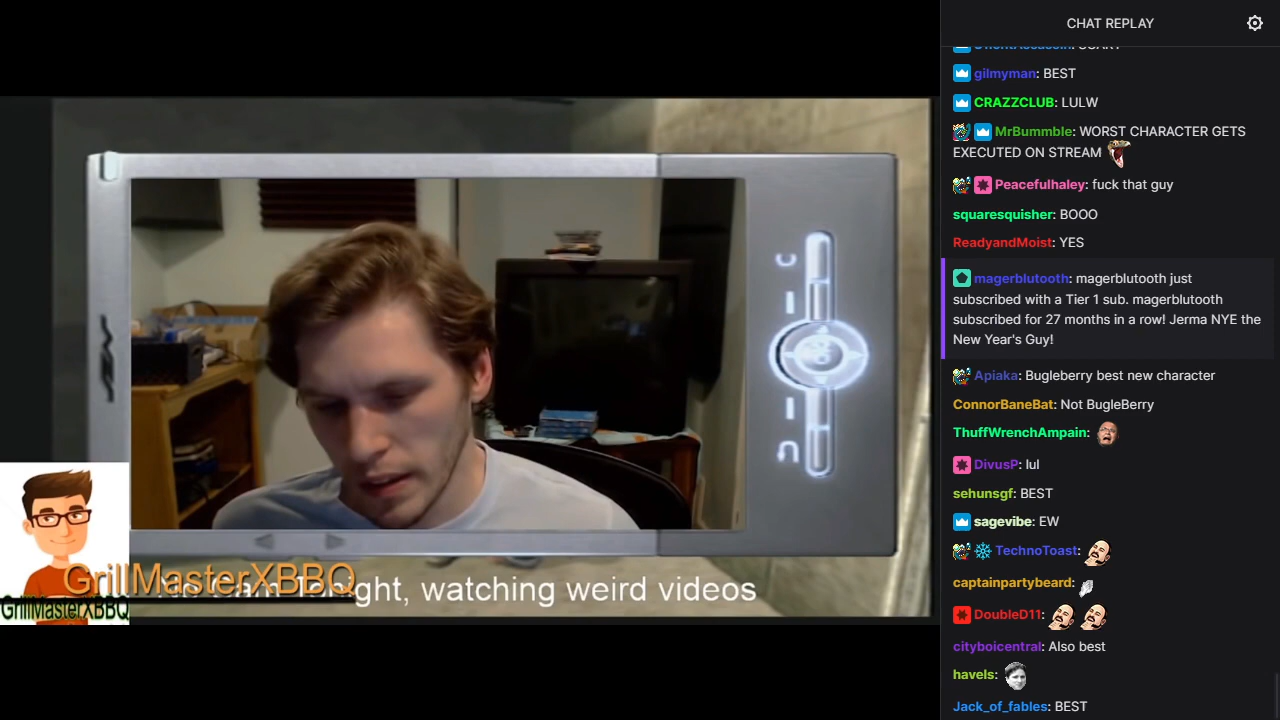 CHAT REPLAY
gilmyman: BEST
CRAZZCLUB: LULW
MrBummble: WORST CHARACTER GETS
EXECUTED ON STREAM
Peacefulhaley: fuck that guy
squaresquisher: BOOO
ReadyandMoist: YES
magerblutooth: magerblutooth just
subscribed with a Tier 1 sub. magerblutooth
subscribed for 27 months in a row! Jerma NYE the
New Year's Guy!
Apiaka: Bugleberry best new character
ConnorBaneBat: Not BugleBerry
ThuffWrenchAmpain:
DivusP: lul
sehunsgf: BEST
sagevibe: EW
TechnoToast:
captainpartybeard:
DoubleD11:
cityboicentral: Also best
havels:
Jack_of_fables: BEST
GrillMasterXBBQ
GrillMasterXBBQ
watching weird videos